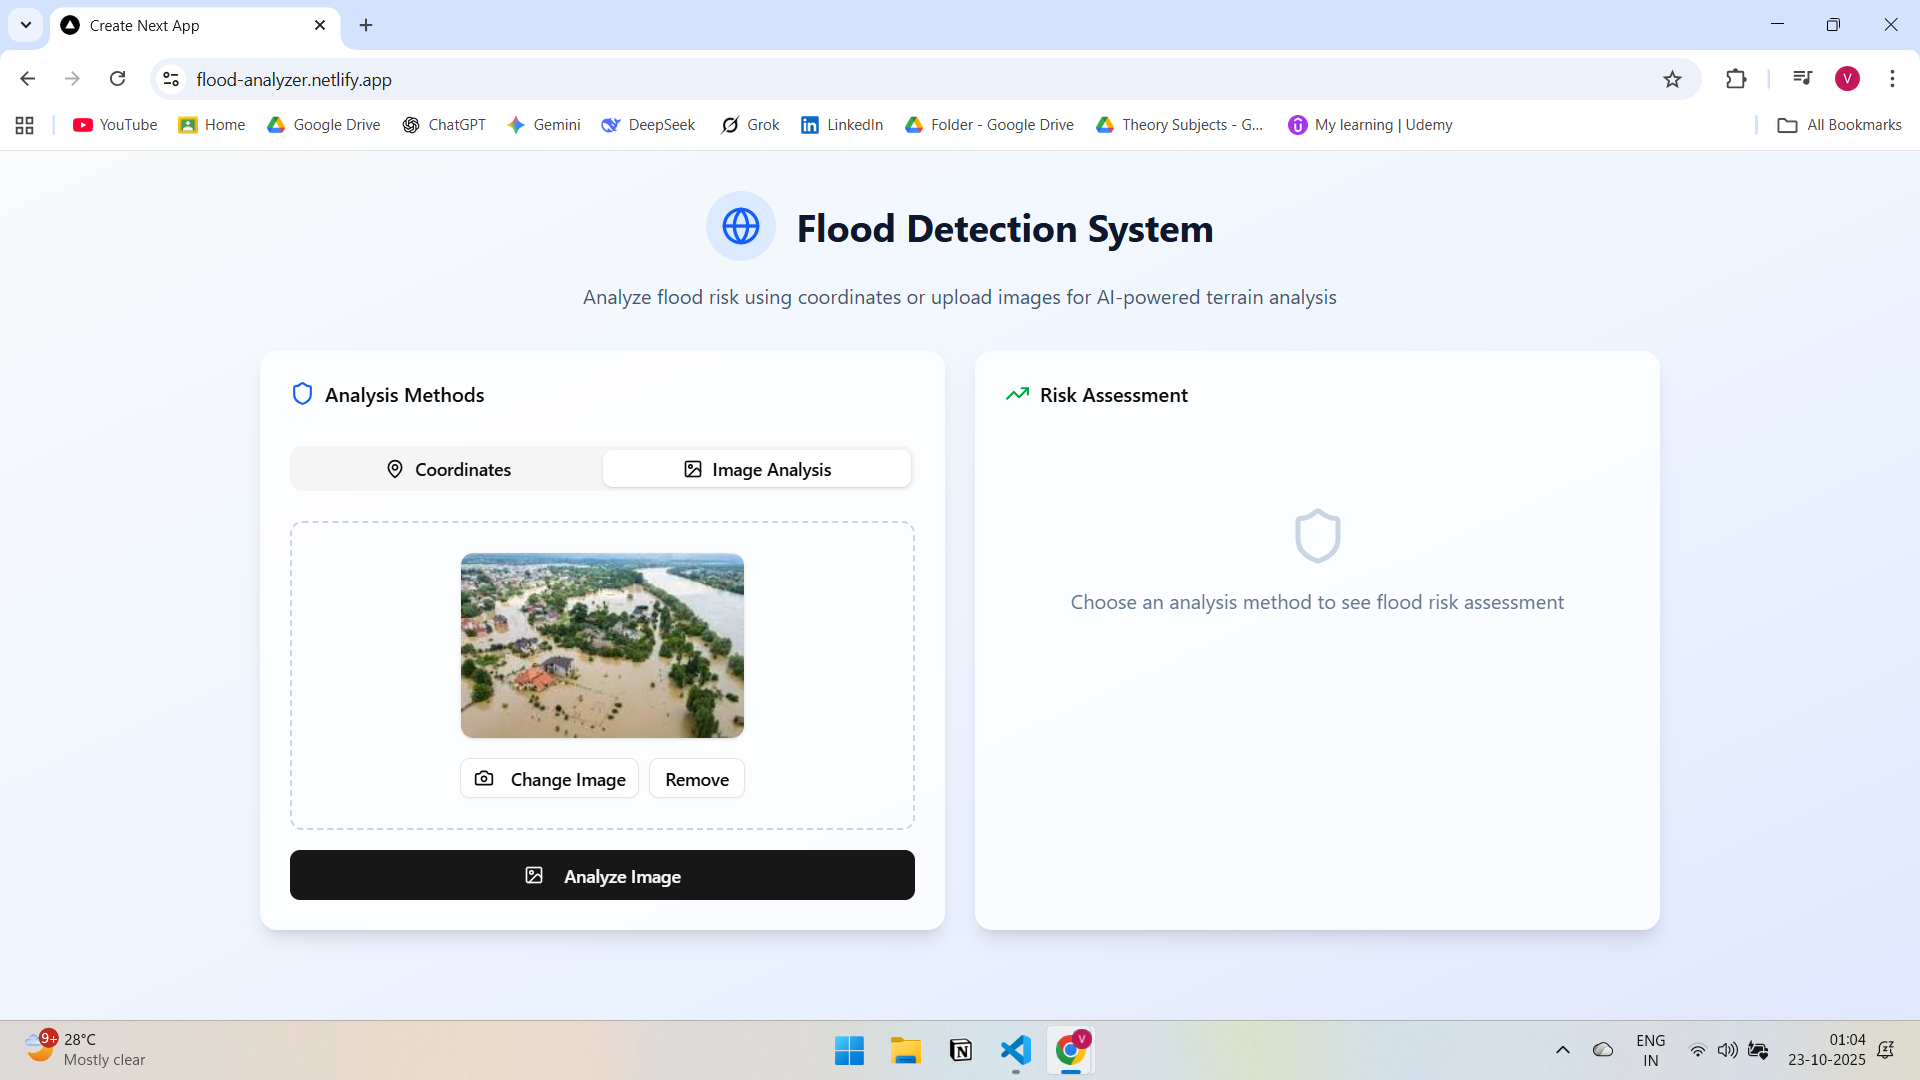 Create Next App
flood-analyzer.netlify.app
V
YouTube
Home
Google Drive
ChatGPT
Gemini
DeepSeek
Grok
LinkedIn
Folder - Google Drive
Theory Subjects - G...
My learning | Udemy
All Bookmarks
Flood Detection System
Analyze flood risk using coordinates or upload images for AI-powered terrain analysis
Analysis Methods
Coordinates
Image Analysis
Change Image
Remove
Analyze Image
Risk Assessment
Choose an analysis method to see flood risk assessment
9+
28°C
Mostly clear
V
ENG
IN
01:04
23-10-2025